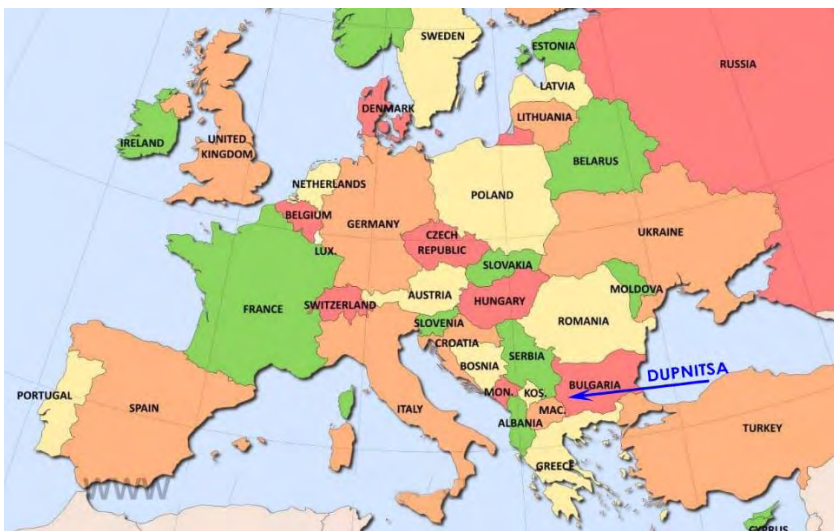 SWEDEN
ESTONIA
RUSSIA
LATVIA
DENMARK
LITHUANIA
IRELAND
UNITED
KINGDOM
BELARUS
NETHERLANDS
POLAND
BELGIUM
GERMANY
UKRAINE
CZECH
REPUBLIC
LUX.
SLOVAKIA
MOLDOVA
AUSTRIA
FRANCE
SWITZERLAND
HUNGARY
ROMANIA
SLOVENIA
CROATIA
SERBIA
BOSNIA
DUPNITSA
BULGARIA
PORTUGAL
SPAIN
ITALY
MON.
KOS.
MAC.
ALBANIA
TURKEY
GREECE
www
CYPRUS